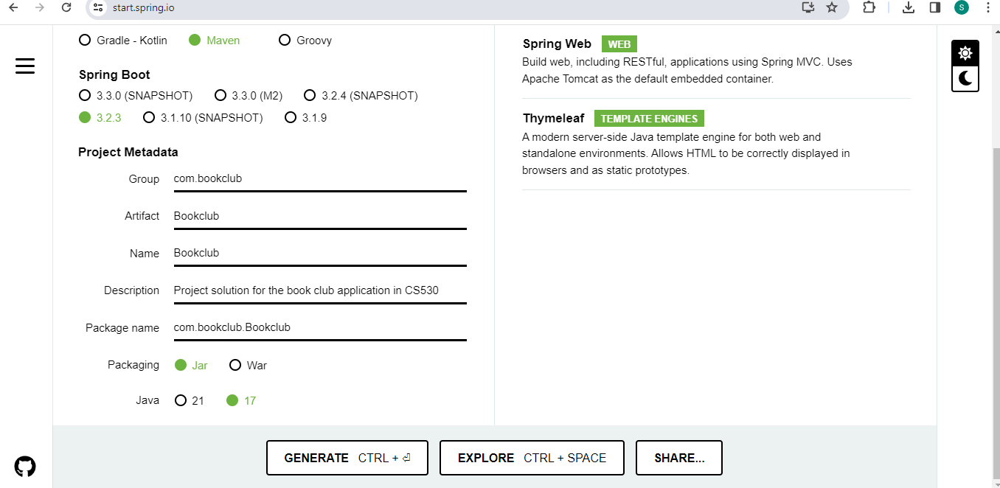 start.spring.io
S
Gradle - Kotlin Maven Groovy
Spring Boot
3.3.0 (SNAPSHOT) 3.3.0 (M2) 3.2.4 (SNAPSHOT)
3.2.3 3.1.10 (SNAPSHOT) 3.1.9
Project Metadata
Group com.bookclub
Artifact Bookclub
Name Bookclub
Description Project solution for the book club application in CS530
Package name com.bookclub.Bookclub
Packaging Jar War
Java 21 17
Spring Web WEB
Build web, including RESTful, applications using Spring MVC. Uses
Apache Tomcat as the default embedded container.
Thymeleaf TEMPLATE ENGINES
A modern server-side Java template engine for both web and
standalone environments. Allows HTML to be correctly displayed in
browsers and as static prototypes.
GENERATE CTRL + ⏎ EXPLORE CTRL + SPACE SHARE...